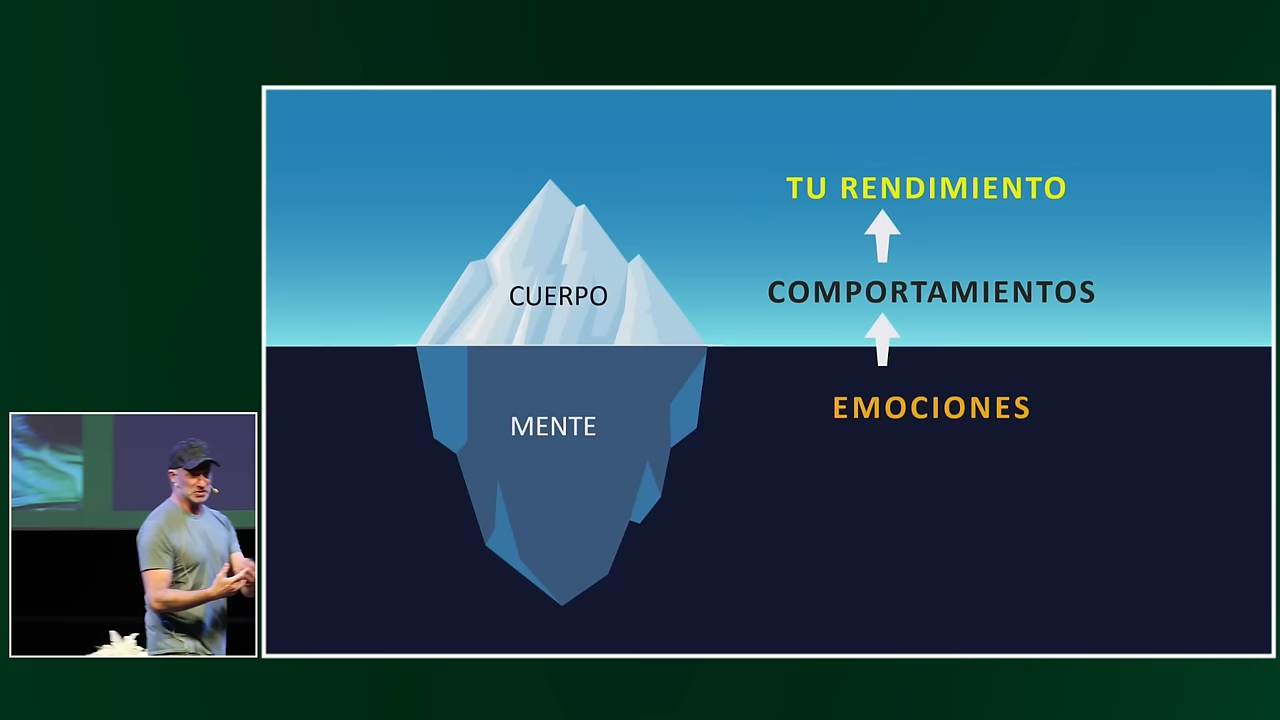 TU RENDIMIENTO
CUERPO
COMPORTAMIENTOS
MENTE
EMOCIONES